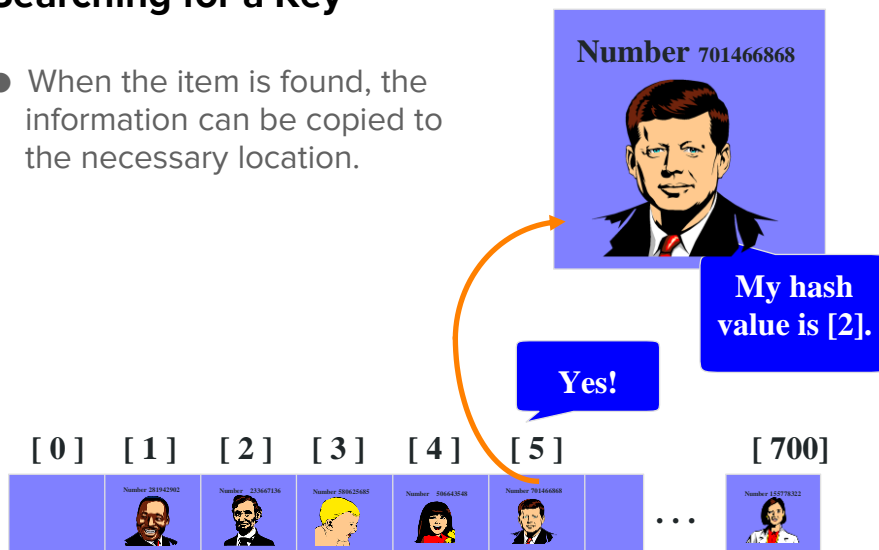 Searching for a Key
● When the item is found, the
information can be copied to
the necessary location.
Number 701466868
My hash
value is [2].
Yes!
[ 0 ] [ 1 ] [ 2 ] [ 3 ] [ 4 ] [ 5 ] [ 700]
Number 281942902 Number 233667136 Number 580625685 Number 506643548 Number 701466868 ... Number 155778322